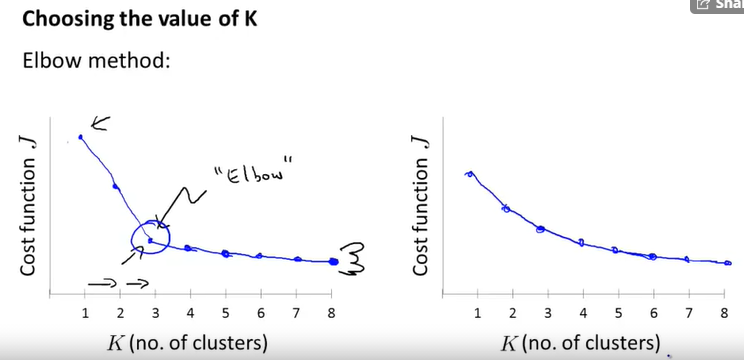 Share
Choosing the value of K
Elbow method:
"Elbow"
Cost function J
1 2 3 4 5 6 7 8
K (no. of clusters)
Cost function J
1 2 3 4 5 6 7 8
K (no. of clusters)